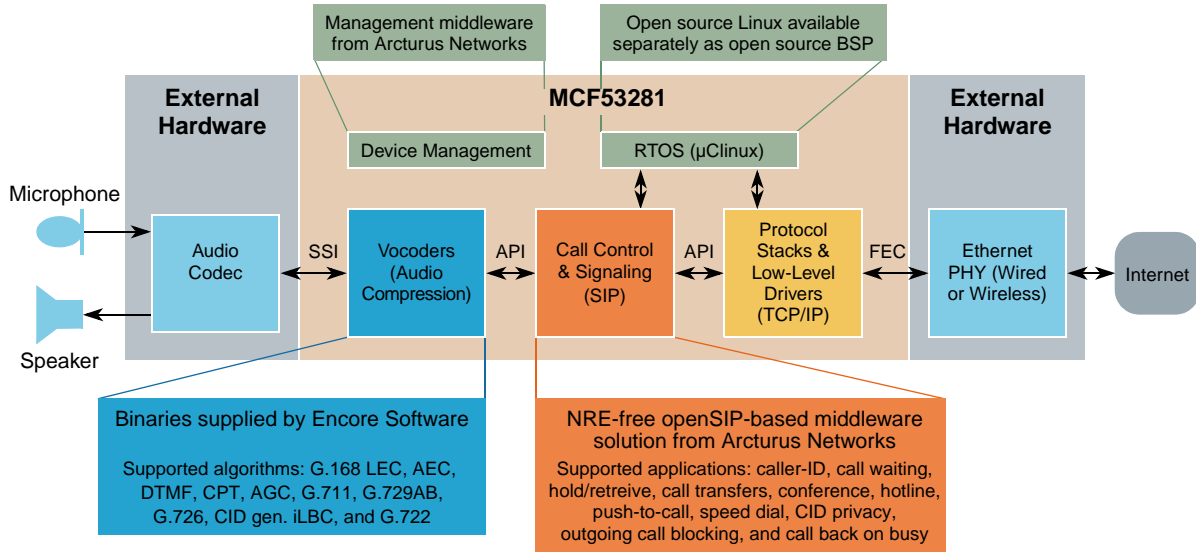 Management middleware
from Arcturus Networks
Open source Linux available
separately as open source BSP
External
Hardware
MCF53281
External
Hardware
Device Management
RTOS (µClinux)
Microphone
Audio
Codec
SSI
Vocoders
(Audio
Compression)
API
Call Control
& Signaling
(SIP)
API
Protocol
Stacks &
Low-Level
Drivers
(TCP/IP)
FEC
Ethernet
PHY (Wired
or Wireless)
Internet
Speaker
Binaries supplied by Encore Software
Supported algorithms: G.168 LEC, AEC,
DTMF, CPT, AGC, G.711, G.729AB,
G.726, CID gen. iLBC, and G.722
NRE-free openSIP-based middleware
solution from Arcturus Networks
Supported applications: caller-ID, call waiting,
hold/retreive, call transfers, conference, hotline,
push-to-call, speed dial, CID privacy,
outgoing call blocking, and call back on busy